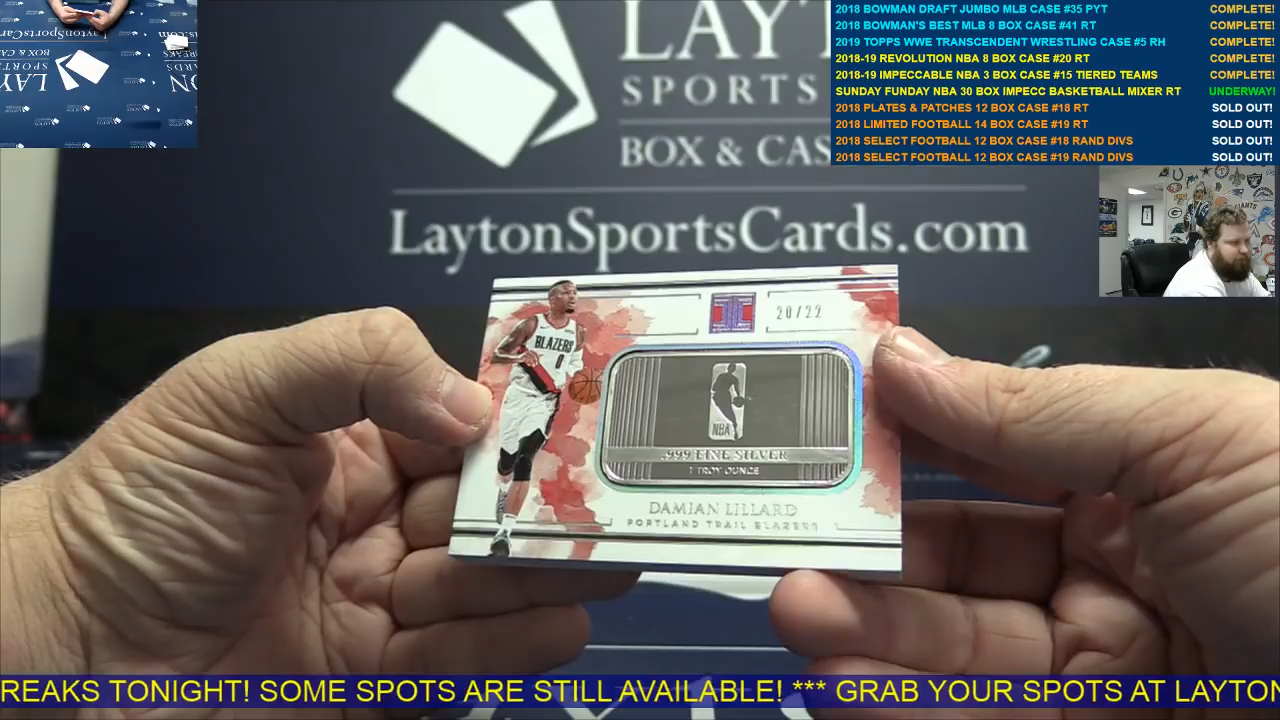 2018 BOWMAN DRAFT JUMBO MLB CASE #35 PYT COMPLETE!
2018 BOWMAN'S BEST MLB 8 BOX CASE #41 RT COMPLETE!
2019 TOPPS WWE TRANSCENDENT WRESTLING CASE #5 RH COMPLETE!
2018-19 REVOLUTION NBA 8 BOX CASE #20 RT COMPLETE!
2018-19 IMPECCABLE NBA 3 BOX CASE #15 TIERED TEAMS COMPLETE!
SUNDAY FUNDAY NBA 30 BOX IMPECC BASKETBALL MIXER RT UNDERWAY!
2018 PLATES & PATCHES 12 BOX CASE #18 RT SOLD OUT!
2018 LIMITED FOOTBALL 14 BOX CASE #19 RT SOLD OUT!
2018 SELECT FOOTBALL 12 BOX CASE #18 RAND DIVS SOLD OUT!
2018 SELECT FOOTBALL 12 BOX CASE #19 RAND DIVS SOLD OUT!
LAYT
SPORTS
BOX & CAS
LaytonSportsCards.com
20/22
BLAZERS
0
NBA
.999 FINE SILVER
1 TROY OUNCE
DAMIAN LILLARD
PORTLAND TRAIL BLAZERS
REAKS TONIGHT! SOME SPOTS ARE STILL AVAILABLE! *** GRAB YOUR SPOTS AT LAYTON